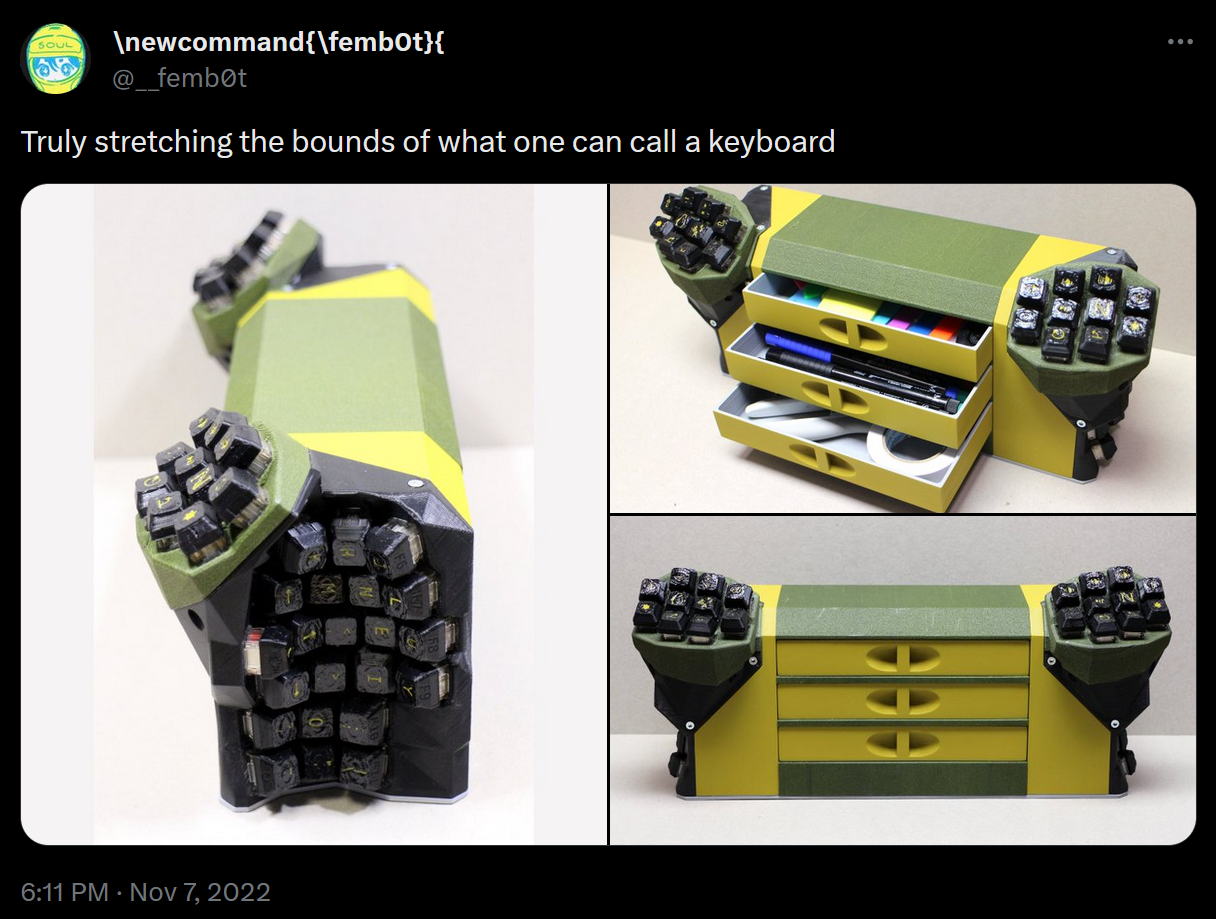 SOUL
\newcommand{\femb0t}{
@__femb0t
Truly stretching the bounds of what one can call a keyboard
6:11 PM · Nov 7, 2022